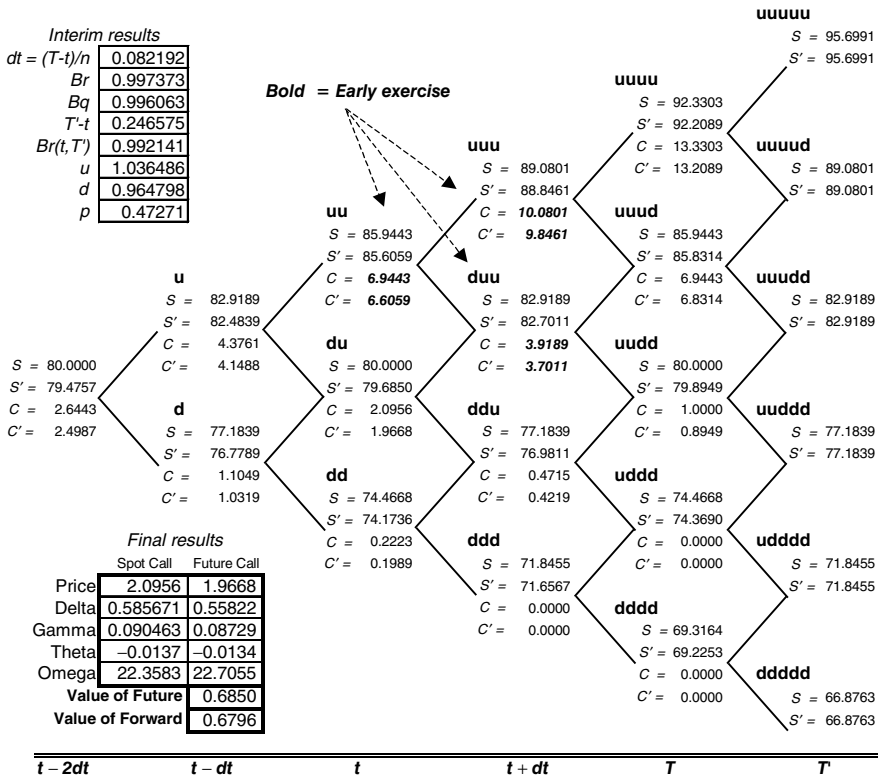 Interim results
dt = (T-t)/n 0.082192
Br 0.997373
Bq 0.996063
T'-t 0.246575
Br(t,T') 0.992141
u 1.036486
d 0.964798
p 0.47271
Bold = Early exercise
S = 80.0000
S' = 79.4757
C = 2.6443
C' = 2.4987
u
S = 82.9189
S' = 82.4839
C = 4.3761
C' = 4.1488
d
S = 77.1839
S' = 76.7789
C = 1.1049
C' = 1.0319
uu
S = 85.9443
S' = 85.6059
C = 6.9443
C' = 6.6059
du
S = 80.0000
S' = 79.6850
C = 2.0956
C' = 1.9668
dd
S = 74.4668
S' = 74.1736
C = 0.2223
C' = 0.1989
uuu
S = 89.0801
S' = 88.8461
C = 10.0801
C' = 9.8461
duu
S = 82.9189
S' = 82.7011
C = 3.9189
C' = 3.7011
ddu
S = 77.1839
S' = 76.9811
C = 0.4715
C' = 0.4219
ddd
S = 71.8455
S' = 71.6567
C = 0.0000
C' = 0.0000
uuuu
S = 92.3303
S' = 92.2089
C = 13.3303
C' = 13.2089
uuud
S = 85.9443
S' = 85.8314
C = 6.9443
C' = 6.8314
uudd
S = 80.0000
S' = 79.8949
C = 1.0000
C' = 0.8949
uddd
S = 74.4668
S' = 74.3690
C = 0.0000
C' = 0.0000
dddd
S = 69.3164
S' = 69.2253
C = 0.0000
C' = 0.0000
uuuuu
S = 95.6991
S' = 95.6991
uuuud
S = 89.0801
S' = 89.0801
uuudd
S = 82.9189
S' = 82.9189
uuddd
S = 77.1839
S' = 77.1839
udddd
S = 71.8455
S' = 71.8455
ddddd
S = 66.8763
S' = 66.8763
Final results
Spot Call Future Call
Price 2.0956 1.9668
Delta 0.585671 0.55822
Gamma 0.090463 0.08729
Theta −0.0137 −0.0134
Omega 22.3583 22.7055
Value of Future 0.6850
Value of Forward 0.6796
t − 2dt t − dt t t + dt T T'